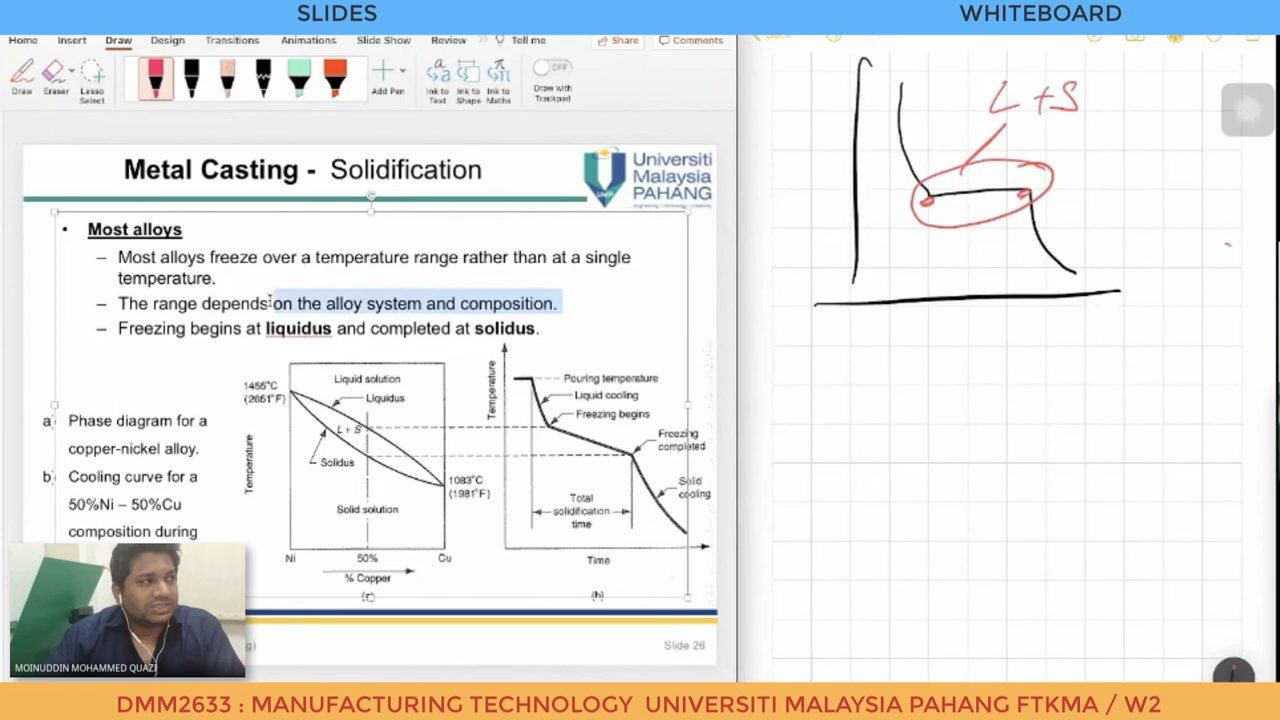 SLIDES
WHITEBOARD
Home Insert Draw Design Transitions Animations Slide Show Review Tell me Share Comments
Draw Eraser Lasso Select Add Pen Ink to Text Ink to Shape Ink to Maths OFF Draw with Trackpad
Metal Casting - Solidification
Universiti
Malaysia
PAHANG
• Most alloys
– Most alloys freeze over a temperature range rather than at a single
temperature.
– The range depends on the alloy system and composition.
– Freezing begins at liquidus and completed at solidus.
a) Phase diagram for a
copper-nickel alloy.
b) Cooling curve for a
50%Ni – 50%Cu
composition during
1455°C
(2651°F)
Liquid solution
Liquidus
L + S
Solidus
Temperature
1083°C
(1981°F)
Solid solution
Ni 50% Cu
% Copper
Temperature
Pouring temperature
Liquid cooling
Freezing begins
Freezing
completed
Solid
cooling
Total
solidification
time
Time
(b)
Slide 26
L + S
MOINUDDIN MOHAMMED QUAZI
DMM2633 : MANUFACTURING TECHNOLOGY UNIVERSITI MALAYSIA PAHANG FTKMA / W2